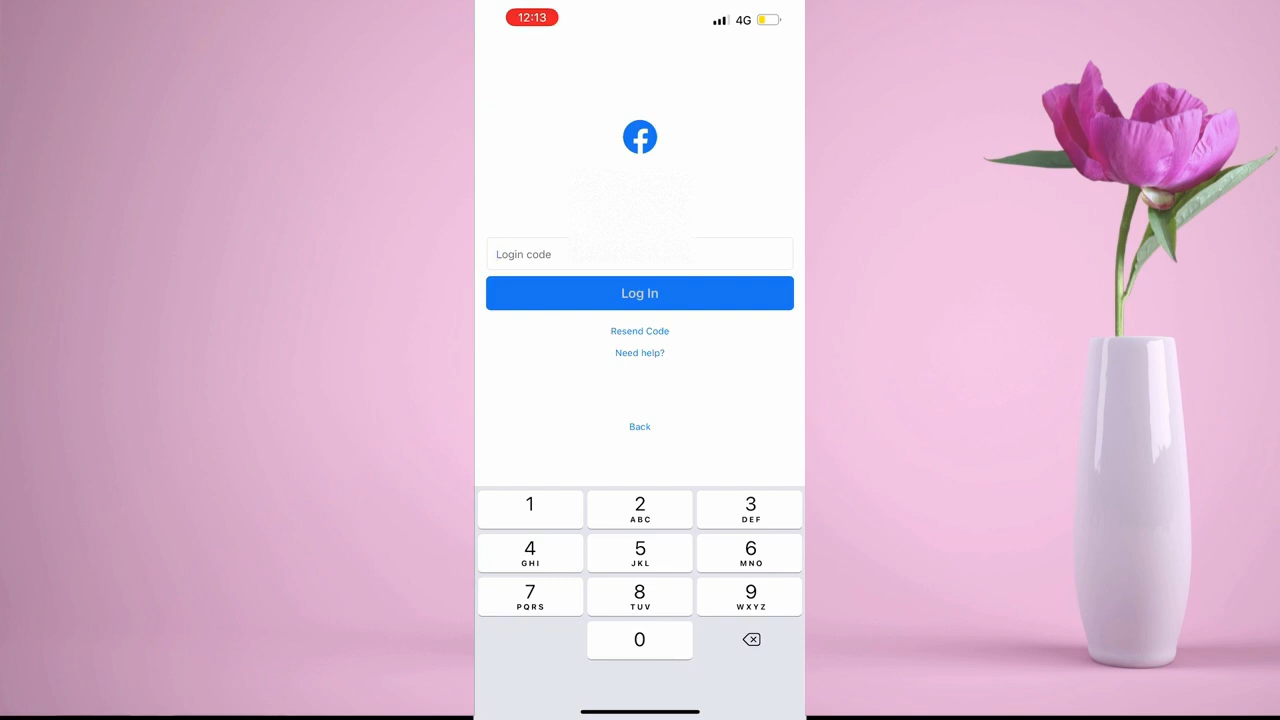 12:13
4G
Login code
Log In
Resend Code
Need help?
Back
1
2
ABC
3
DEF
4
GHI
5
JKL
6
MNO
7
PQRS
8
TUV
9
WXYZ
0